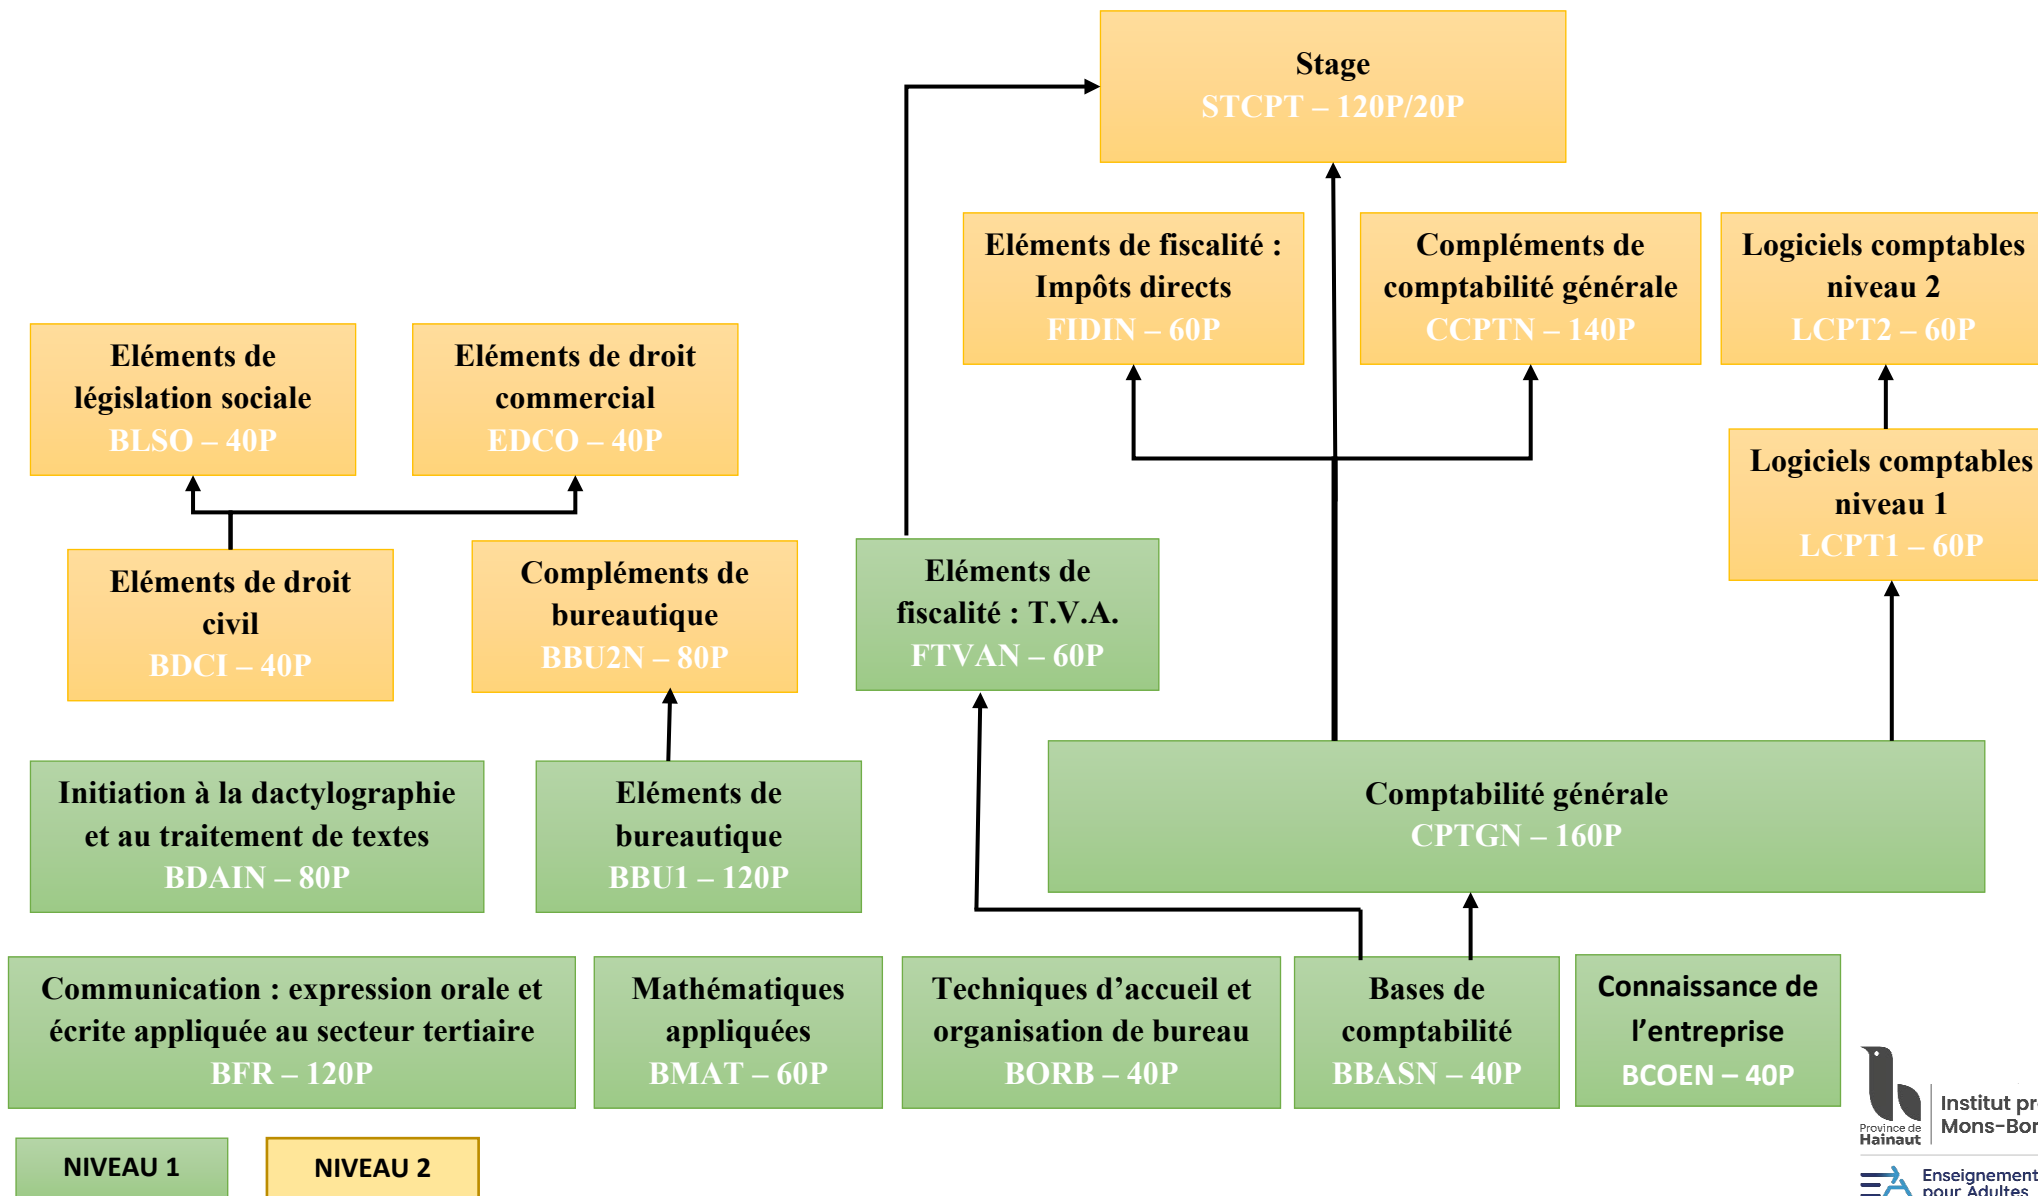 Stage
STCPT – 120P/20P
Eléments de fiscalité :
Impôts directs
FIDIN – 60P
Compléments de
comptabilité générale
CCPTN – 140P
Logiciels comptables
niveau 2
LCPT2 – 60P
Eléments de
législation sociale
BLSO – 40P
Eléments de droit
commercial
EDCO – 40P
Logiciels comptables
niveau 1
LCPT1 – 60P
Eléments de droit
civil
BDCI – 40P
Compléments de
bureautique
BBU2N – 80P
Eléments de
fiscalité : T.V.A.
FTVAN – 60P
Initiation à la dactylographie
et au traitement de textes
BDAIN – 80P
Eléments de
bureautique
BBU1 – 120P
Comptabilité générale
CPTGN – 160P
Communication : expression orale et
écrite appliquée au secteur tertiaire
BFR – 120P
Mathématiques
appliquées
BMAT – 60P
Techniques d’accueil et
organisation de bureau
BORB – 40P
Bases de
comptabilité
BBASN – 40P
Connaissance de
l’entreprise
BCOEN – 40P
Province de
Hainaut
Institut pr
Mons-Bor
Enseignement
pour Adultes
NIVEAU 1
NIVEAU 2